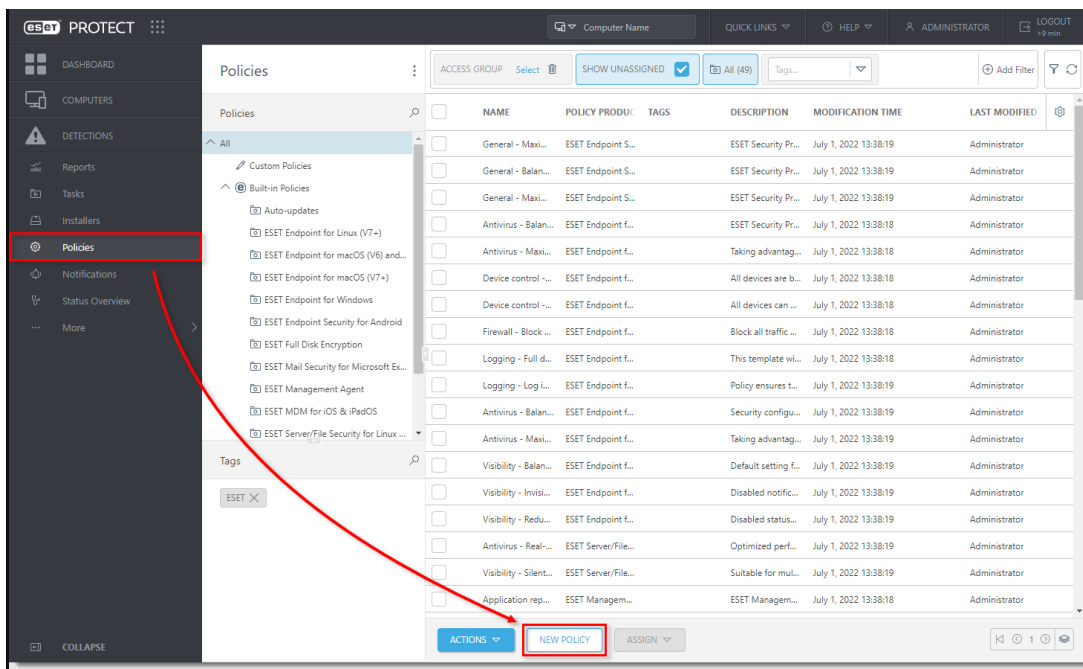 eset PROTECT Computer Name QUICK LINKS HELP ADMINISTRATOR LOGOUT
>9 min
DASHBOARD
COMPUTERS
DETECTIONS
Reports
Tasks
Installers
Policies
Notifications
Status Overview
More
COLLAPSE
Policies
Policies
All
Custom Policies
Built-in Policies
Auto-updates
ESET Endpoint for Linux (V7+)
ESET Endpoint for macOS (V6) and...
ESET Endpoint for macOS (V7+)
ESET Endpoint for Windows
ESET Endpoint Security for Android
ESET Full Disk Encryption
ESET Mail Security for Microsoft Ex...
ESET Management Agent
ESET MDM for iOS & iPadOS
ESET Server/File Security for Linux ...
Tags
ESET
ACCESS GROUP Select SHOW UNASSIGNED All (49) Tags... Add Filter
NAME POLICY PRODUC TAGS DESCRIPTION MODIFICATION TIME LAST MODIFIED
General - Maxi... ESET Endpoint S... ESET Security Pr... July 1, 2022 13:38:19 Administrator
General - Balan... ESET Endpoint S... ESET Security Pr... July 1, 2022 13:38:19 Administrator
General - Maxi... ESET Endpoint S... ESET Security Pr... July 1, 2022 13:38:19 Administrator
Antivirus - Balan... ESET Endpoint f... ESET Security Pr... July 1, 2022 13:38:18 Administrator
Antivirus - Maxi... ESET Endpoint f... Taking advantag... July 1, 2022 13:38:18 Administrator
Device control -... ESET Endpoint f... All devices are b... July 1, 2022 13:38:18 Administrator
Device control -... ESET Endpoint f... All devices can ... July 1, 2022 13:38:18 Administrator
Firewall - Block ... ESET Endpoint f... Block all traffic ... July 1, 2022 13:38:18 Administrator
Logging - Full d... ESET Endpoint f... This template wi... July 1, 2022 13:38:18 Administrator
Logging - Log i... ESET Endpoint f... Policy ensures t... July 1, 2022 13:38:19 Administrator
Antivirus - Balan... ESET Endpoint f... Security configu... July 1, 2022 13:38:19 Administrator
Antivirus - Maxi... ESET Endpoint f... Taking advantag... July 1, 2022 13:38:19 Administrator
Visibility - Balan... ESET Endpoint f... Default setting f... July 1, 2022 13:38:19 Administrator
Visibility - Invisi... ESET Endpoint f... Disabled notific... July 1, 2022 13:38:19 Administrator
Visibility - Redu... ESET Endpoint f... Disabled status... July 1, 2022 13:38:19 Administrator
Antivirus - Real-... ESET Server/File... Optimized perf... July 1, 2022 13:38:19 Administrator
Visibility - Silent... ESET Server/File... Suitable for mul... July 1, 2022 13:38:19 Administrator
Application rep... ESET Managem... ESET Managem... July 1, 2022 13:38:18 Administrator
ACTIONS NEW POLICY ASSIGN 1